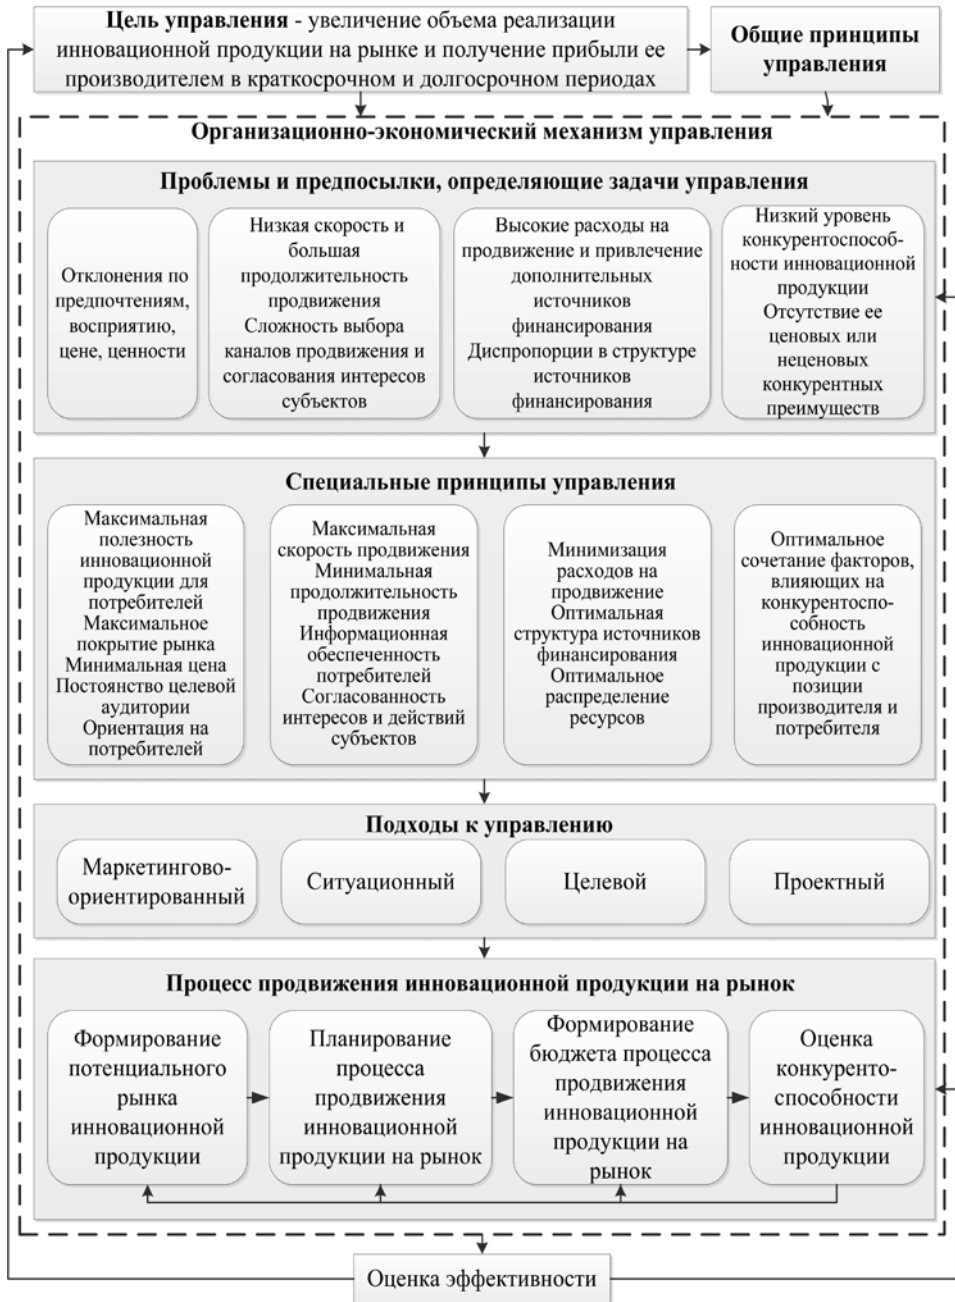 Цель управления - увеличение объема реализации
инновационной продукции на рынке и получение прибыли ее
производителем в краткосрочном и долгосрочном периодах
Общие принципы
управления
Организационно-экономический механизм управления
Проблемы и предпосылки, определяющие задачи управления
Отклонения по
предпочтениям,
восприятию,
цене, ценности
Низкая скорость и
большая
продолжительность
продвижения
Сложность выбора
каналов продвижения и
согласования интересов
субъектов
Высокие расходы на
продвижение и привлечение
дополнительных
источников
финансирования
Диспропорции в структуре
источников
финансирования
Низкий уровень
конкурентоспособ-
ности инновационной
продукции
Отсутствие ее
ценовых или
неценовых
конкурентных
преимуществ
Специальные принципы управления
Максимальная
полезность
инновационной
продукции для
потребителей
Максимальное
покрытие рынка
Минимальная цена
Постоянство целевой
аудитории
Ориентация на
потребителей
Максимальная
скорость продвижения
Минимальная
продолжительность
продвижения
Информационная
обеспеченность
потребителей
Согласованность
интересов и действий
субъектов
Минимизация
расходов на
продвижение
Оптимальная
структура источников
финансирования
Оптимальное
распределение
ресурсов
Оптимальное
сочетание факторов,
влияющих на
конкурентоспо-
собность
инновационной
продукции с
позиции
производителя и
потребителя
Подходы к управлению
Маркетингово-
ориентированный
Ситуационный
Целевой
Проектный
Процесс продвижения инновационной продукции на рынок
Формирование
потенциального
рынка
инновационной
продукции
Планирование
процесса
продвижения
инновационной
продукции на рынок
Формирование
бюджета процесса
продвижения
инновационной
продукции на
рынок
Оценка
конкуренто-
способности
инновационной
продукции
Оценка эффективности